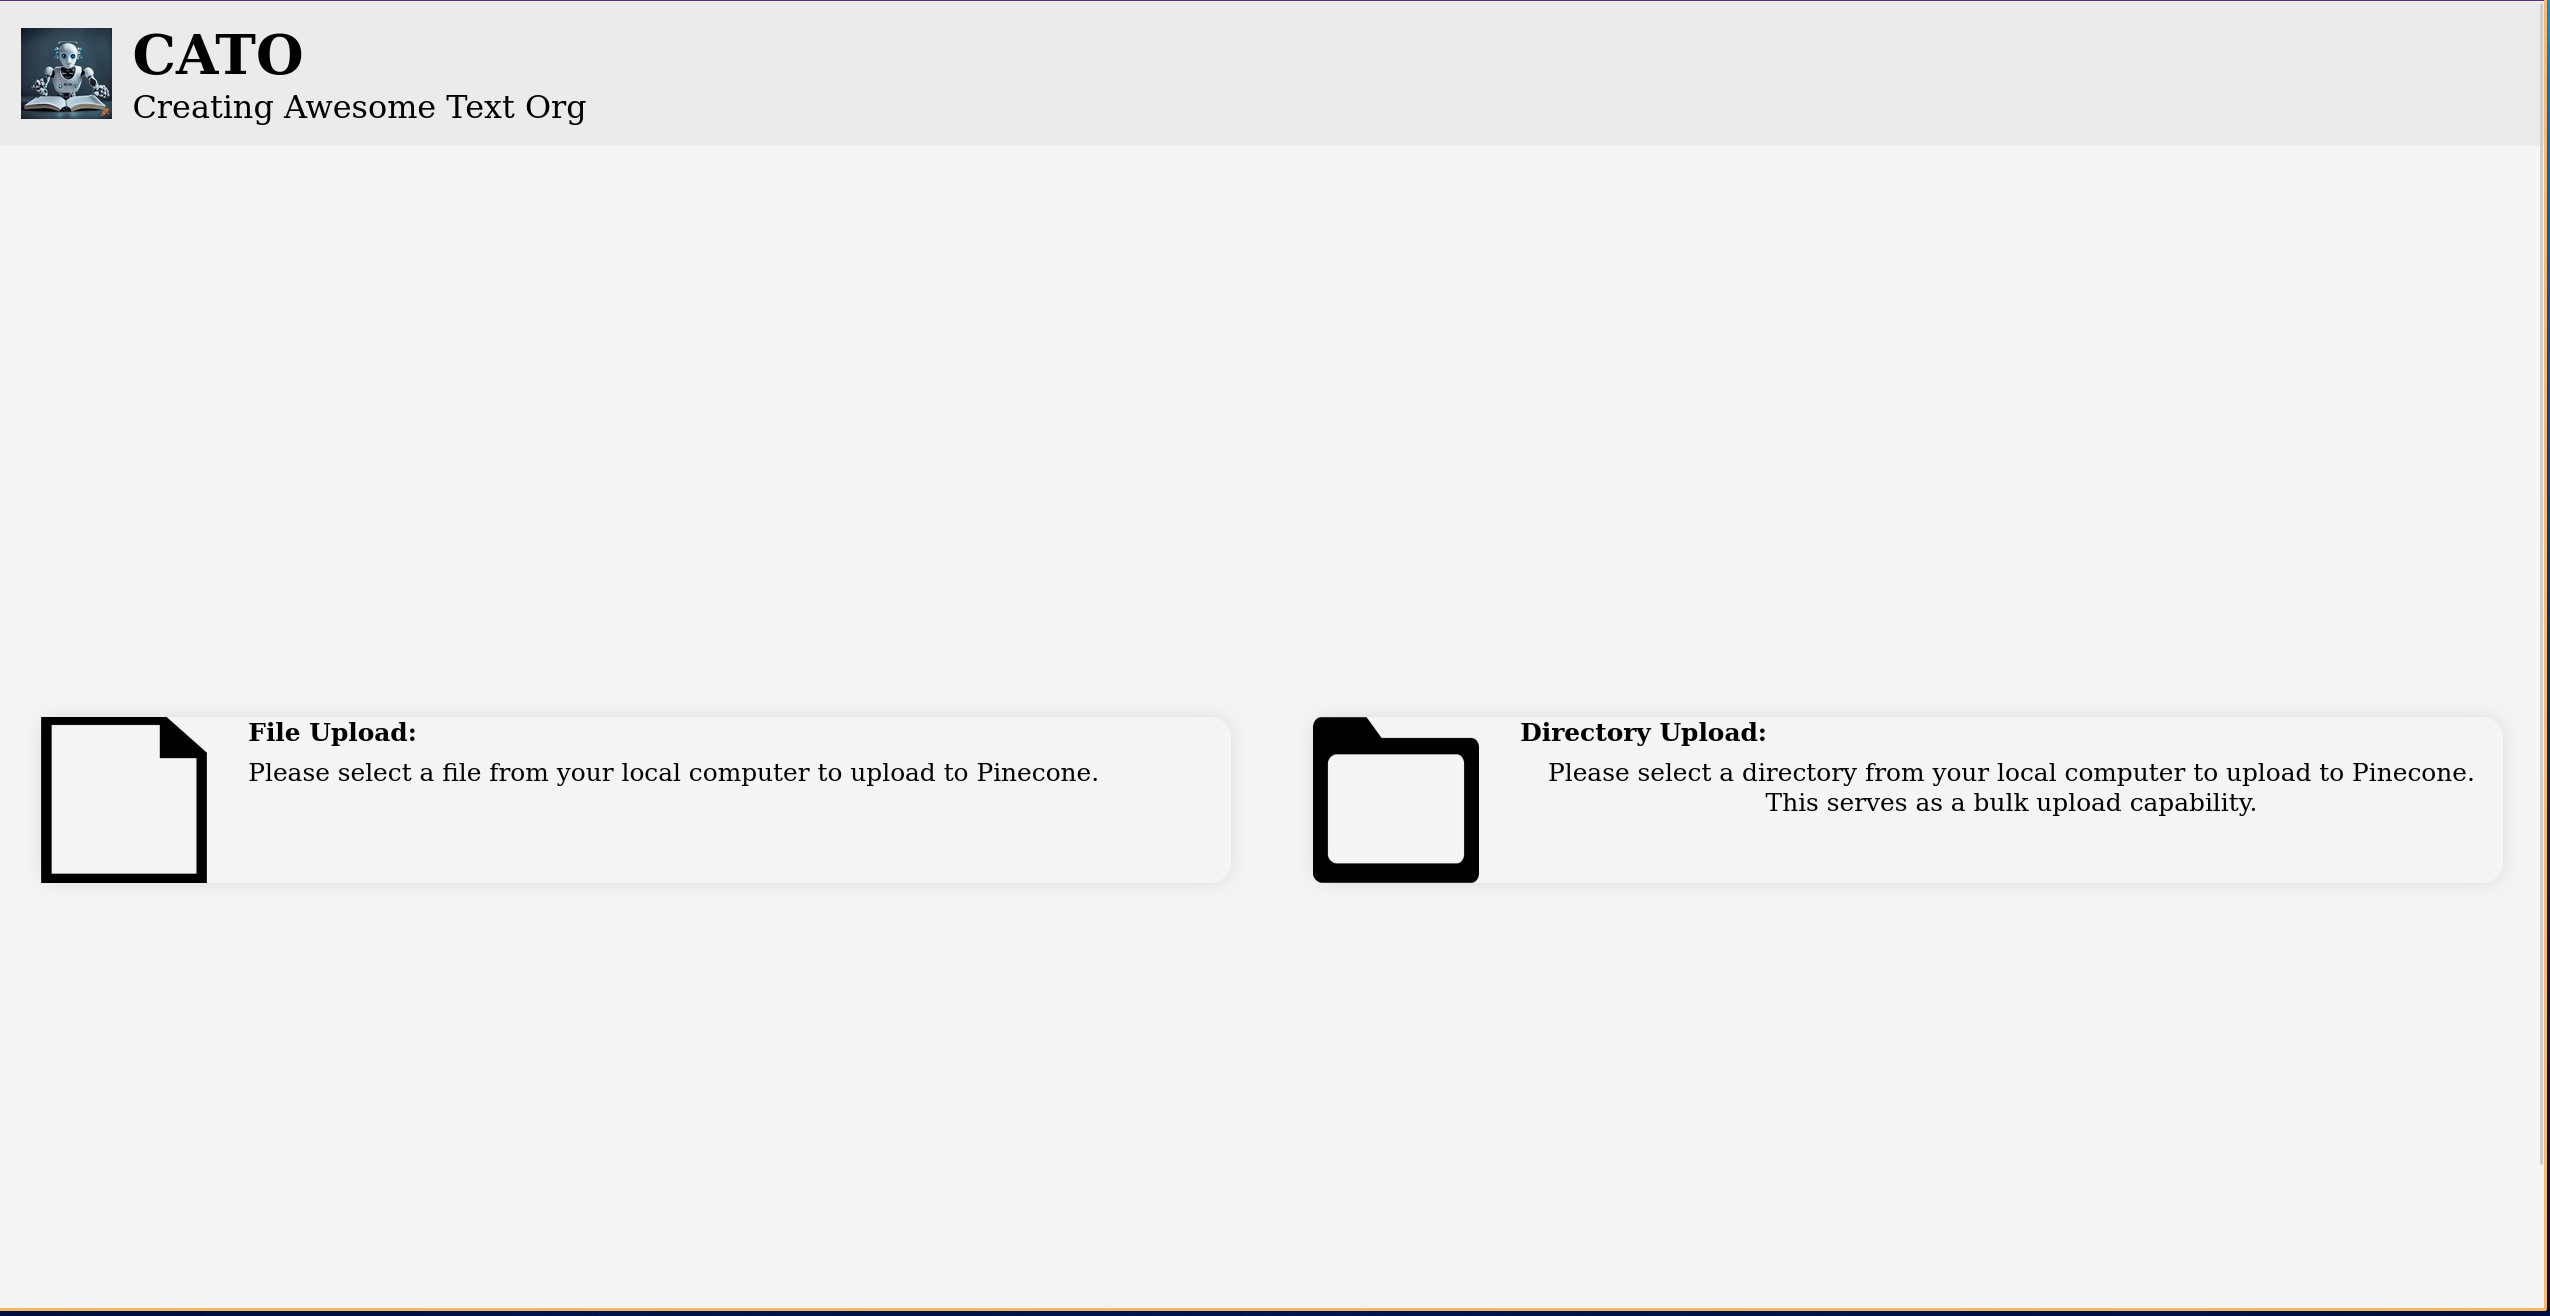 CATO
Creating Awesome Text Org
File Upload:
Please select a file from your local computer to upload to Pinecone.
Directory Upload:
Please select a directory from your local computer to upload to Pinecone.
This serves as a bulk upload capability.